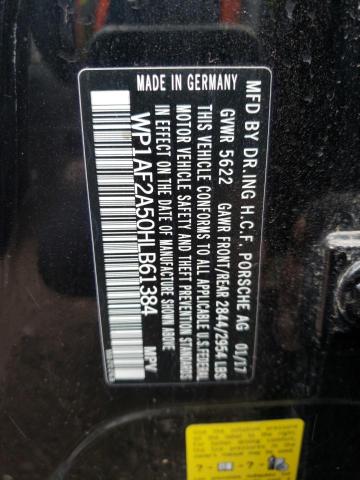 MFD BY DR.ING H.C.F. PORSCHE AG 01/17
GVWR 5622 GAWR FRONT/REAR 2844/2954 LBS
THIS VEHICLE CONFORMS TO ALL APPLICABLE U.S.FEDERAL
MOTOR VEHICLE SAFETY AND THEFT PREVENTION STANDARDS
IN EFFECT ON THE DATE OF MANUFACTURE SHOWN ABOVE
WP1AF2A50HLB61384 MPV
MADE IN GERMANY